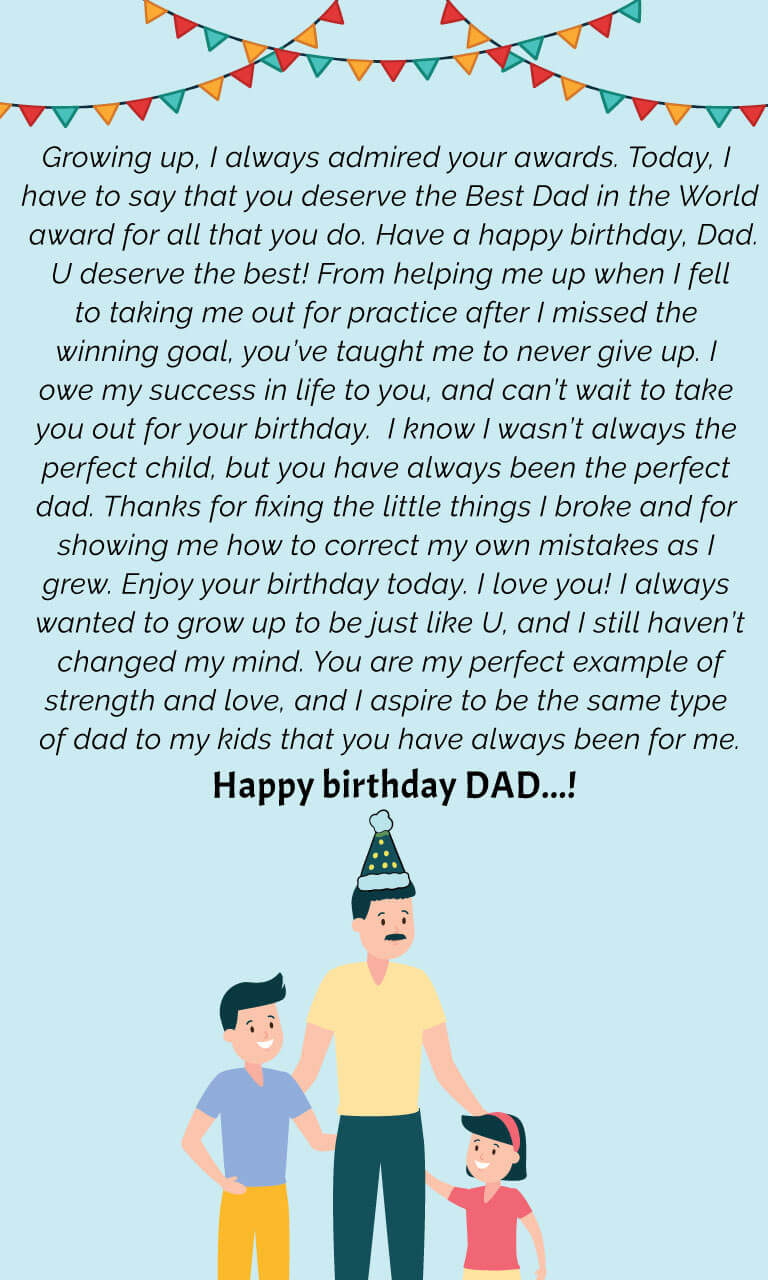 Growing up, I always admired your awards. Today, I
have to say that you deserve the Best Dad in the World
award for all that you do. Have a happy birthday, Dad.
U deserve the best! From helping me up when I fell
to taking me out for practice after I missed the
winning goal, you’ve taught me to never give up. I
owe my success in life to you, and can’t wait to take
you out for your birthday.  I know I wasn’t always the
perfect child, but you have always been the perfect
dad. Thanks for fixing the little things I broke and for
showing me how to correct my own mistakes as I
grew. Enjoy your birthday today. I love you! I always
wanted to grow up to be just like U, and I still haven’t
changed my mind. You are my perfect example of
strength and love, and I aspire to be the same type
of dad to my kids that you have always been for me.
Happy birthday DAD...!